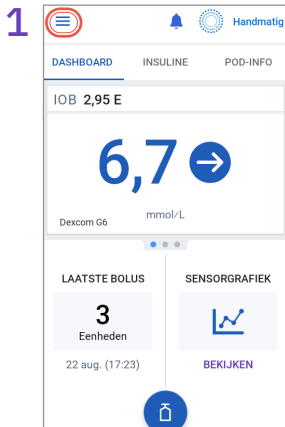 1
Handmatig
DASHBOARD INSULINE POD-INFO
IOB 2,95 E
6,7
mmol/L
Dexcom G6
LAATSTE BOLUS SENSORGRAFIEK
3
Eenheden
22 aug. (17:23) BEKIJKEN